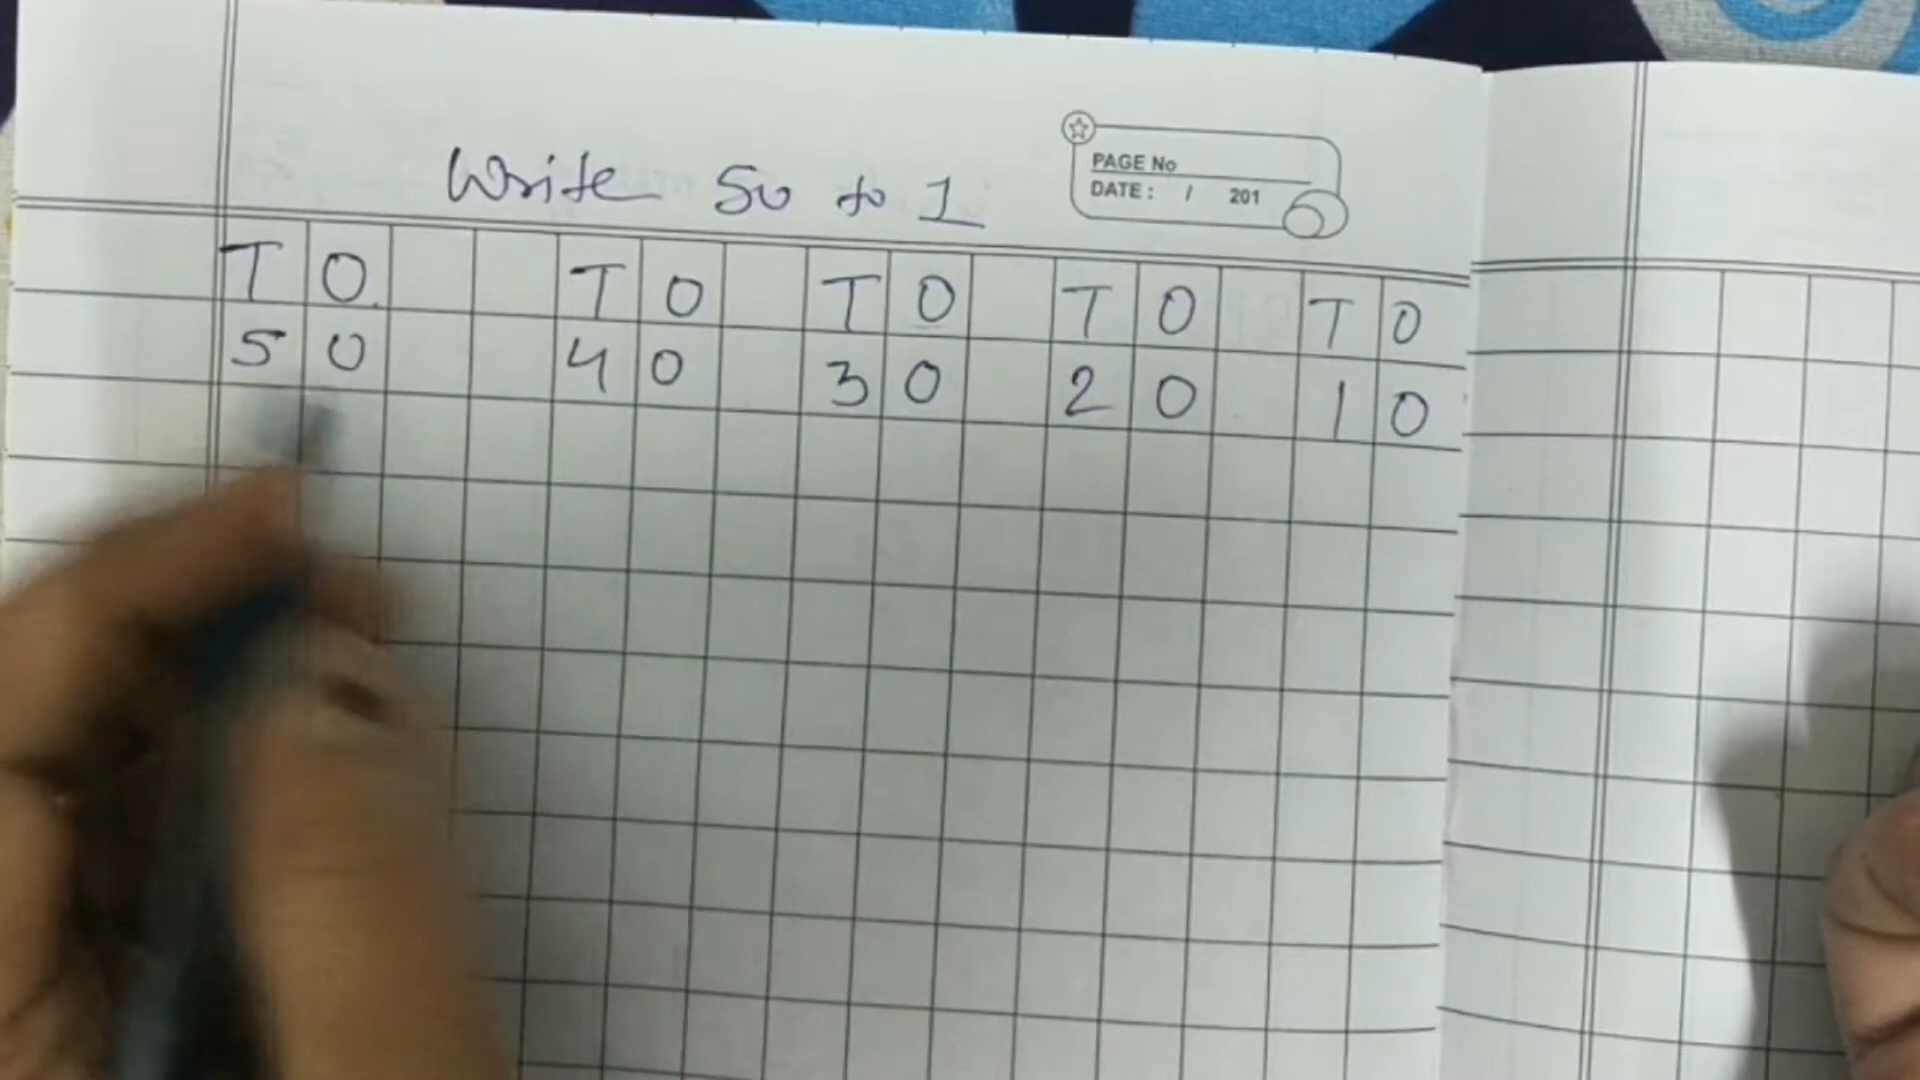 Write 50 to 1
PAGE No
DATE : / 201
T O T O T O T O T O
5 0 4 0 3 0 2 0 1 0